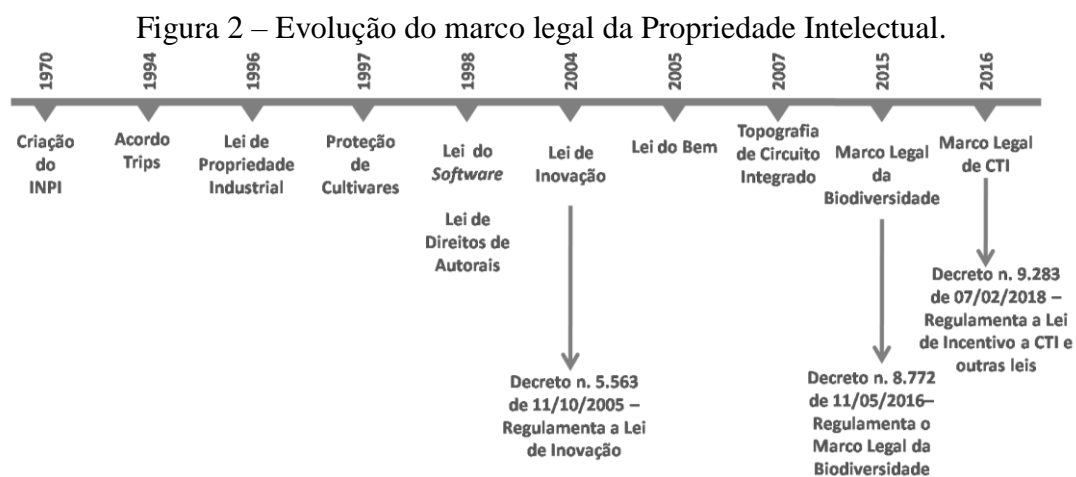 Figura 2 – Evolução do marco legal da Propriedade Intelectual.
1970
1994
1996
1997
1998
2004
2005
2007
2015
2016
Criação
do
INPI
Acordo
Trips
Lei de
Propriedade
Industrial
Proteção
de
Cultivares
Lei do
Software
Lei de
Direitos de
Autorais
Lei de
Inovação
Decreto n. 5.563
de 11/10/2005 –
Regulamenta a Lei
de Inovação
Lei do Bem
Topografia
de Circuito
Integrado
Marco Legal
da
Biodiversidade
Decreto n. 8.772
de 11/05/2016–
Regulamenta o
Marco Legal da
Biodiversidade
Marco Legal
de CTI
Decreto n. 9.283
de 07/02/2018 –
Regulamenta a Lei
de Incentivo a CTI e
outras leis